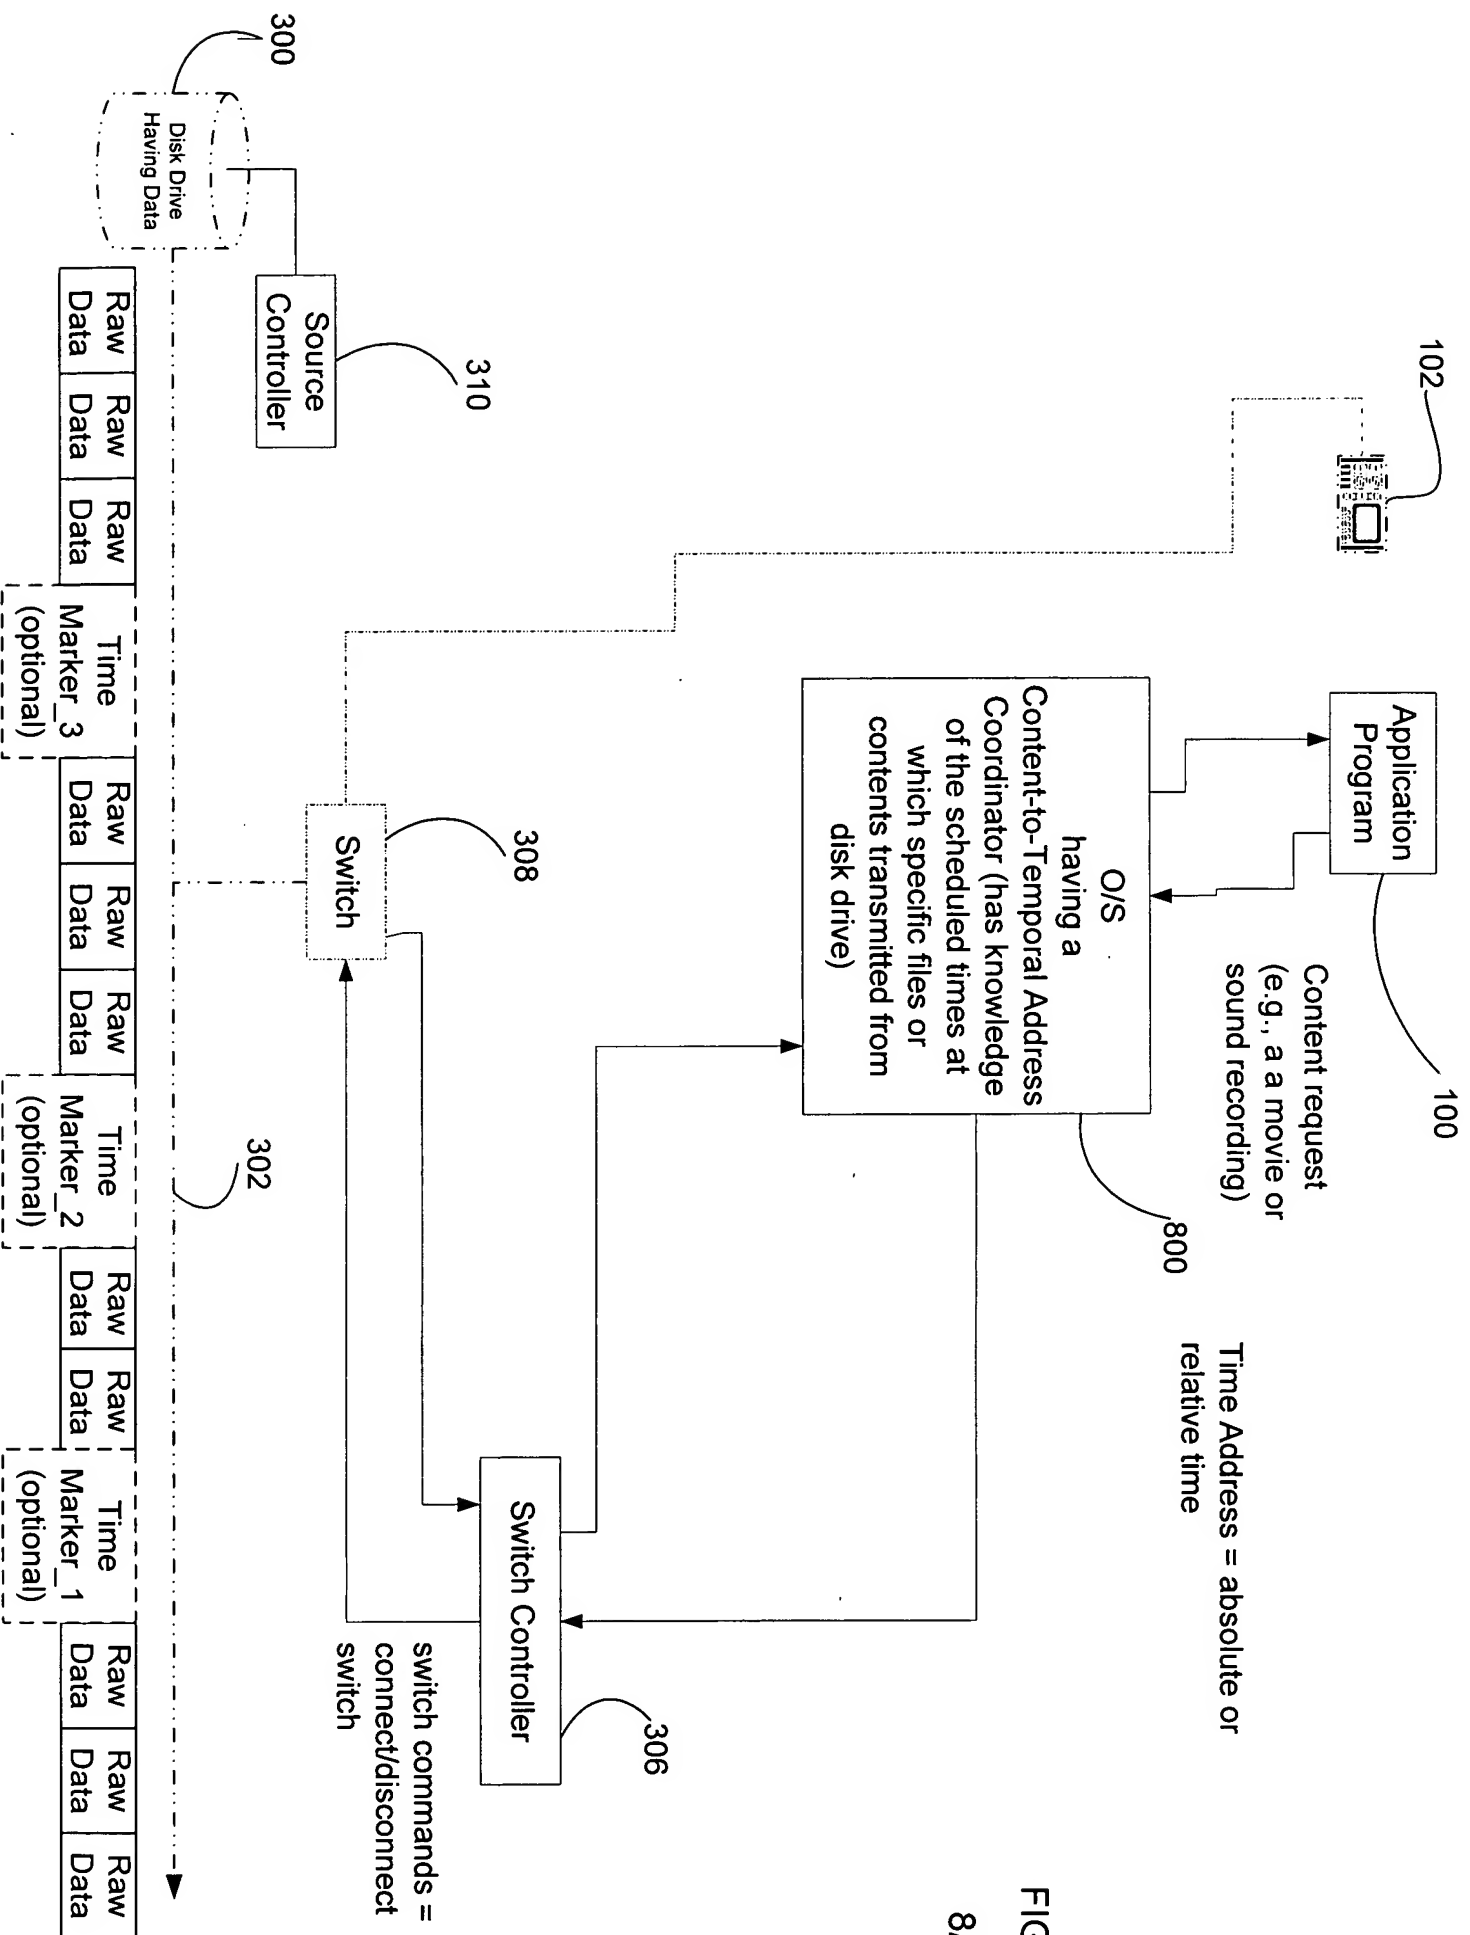 102
Application
Program
100
Content request
(e.g., a a movie or
sound recording)
Time Address = absolute or
relative time
O/S
having a
Content-to-Temporal Address
Coordinator (has knowledge
of the scheduled times at
which specific files or
contents transmitted from
disk drive)
800
Switch Controller
306
switch commands =
connect/disconnect
switch
Switch
308
310
Source
Controller
300
Disk Drive
Having Data
302
Raw
Data
Raw
Data
Raw
Data
Time
Marker_3
(optional)
Raw
Data
Raw
Data
Raw
Data
Time
Marker_2
(optional)
Raw
Data
Raw
Data
Time
Marker_1
(optional)
Raw
Data
Raw
Data
Raw
Data